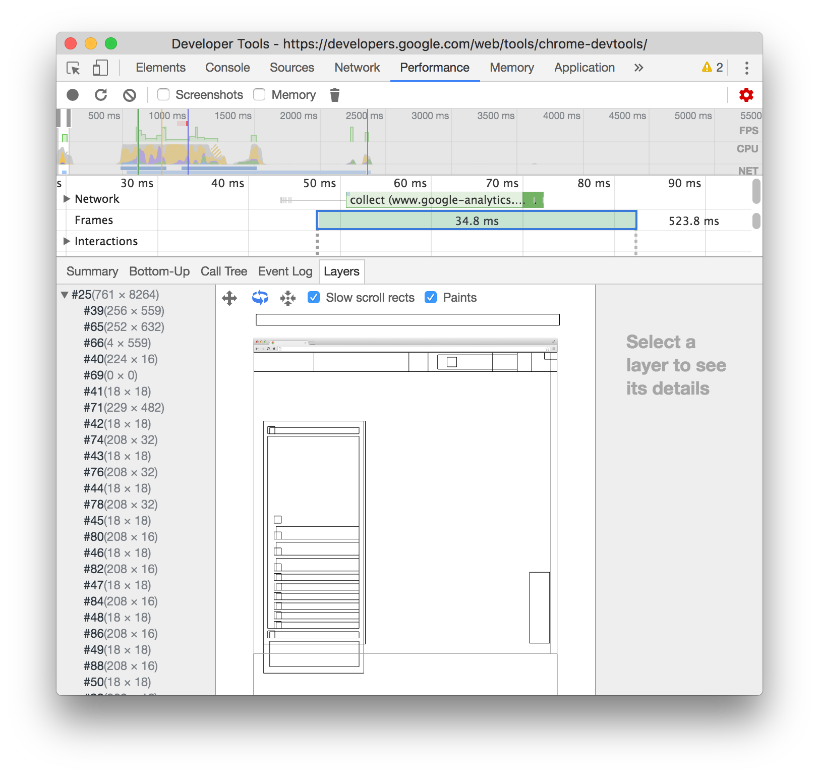 Developer Tools - https://developers.google.com/web/tools/chrome-devtools/
Elements Console Sources Network Performance Memory Application » 2
Screenshots Memory
500 ms 1000 ms 1500 ms 2000 ms 2500 ms 3000 ms 3500 ms 4000 ms 4500 ms 5000 ms 5500
FPS
CPU
NET
s 30 ms 40 ms 50 ms 60 ms 70 ms 80 ms 90 ms
Network collect (www.google-analytics…
Frames 34.8 ms 523.8 ms
Interactions
Summary Bottom-Up Call Tree Event Log Layers
#25(761 × 8264) Slow scroll rects Paints
#39(256 × 559)
#65(252 × 632)
#66(4 × 559) Select a
#40(224 × 16) layer to see
#69(0 × 0) its details
#41(18 × 18)
#71(229 × 482)
#42(18 × 18)
#74(208 × 32)
#43(18 × 18)
#76(208 × 32)
#44(18 × 18)
#78(208 × 32)
#45(18 × 18)
#80(208 × 16)
#46(18 × 18)
#82(208 × 16)
#47(18 × 18)
#84(208 × 16)
#48(18 × 18)
#86(208 × 16)
#49(18 × 18)
#88(208 × 16)
#50(18 × 18)